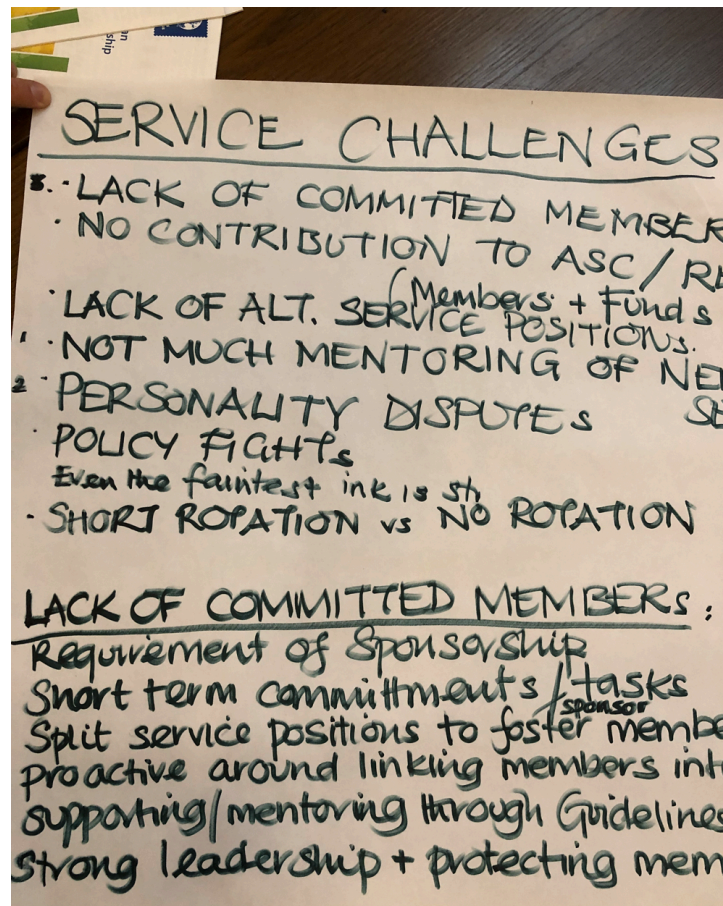 an
ship
SERVICE CHALLENGES
3. · LACK OF COMMITTED MEMBER
· NO CONTRIBUTION TO ASC/
(Members + Funds
· LACK OF ALT. SERVICE POSITIONS.
1 · NOT MUCH MENTORING OF NE
2 · PERSONALITY DISPUTES
· POLICY FIGHTS
Even the faintest ink is
· SHORT ROTATION vs NO ROTATION
LACK OF COMMITTED MEMBERS:
Requirement of Sponsorship
Short term committments/tasks
/sponsor
Split service positions to foster membe
proactive around linking members int
supporting/mentoring through Guidelines
strong leadership + protecting mem